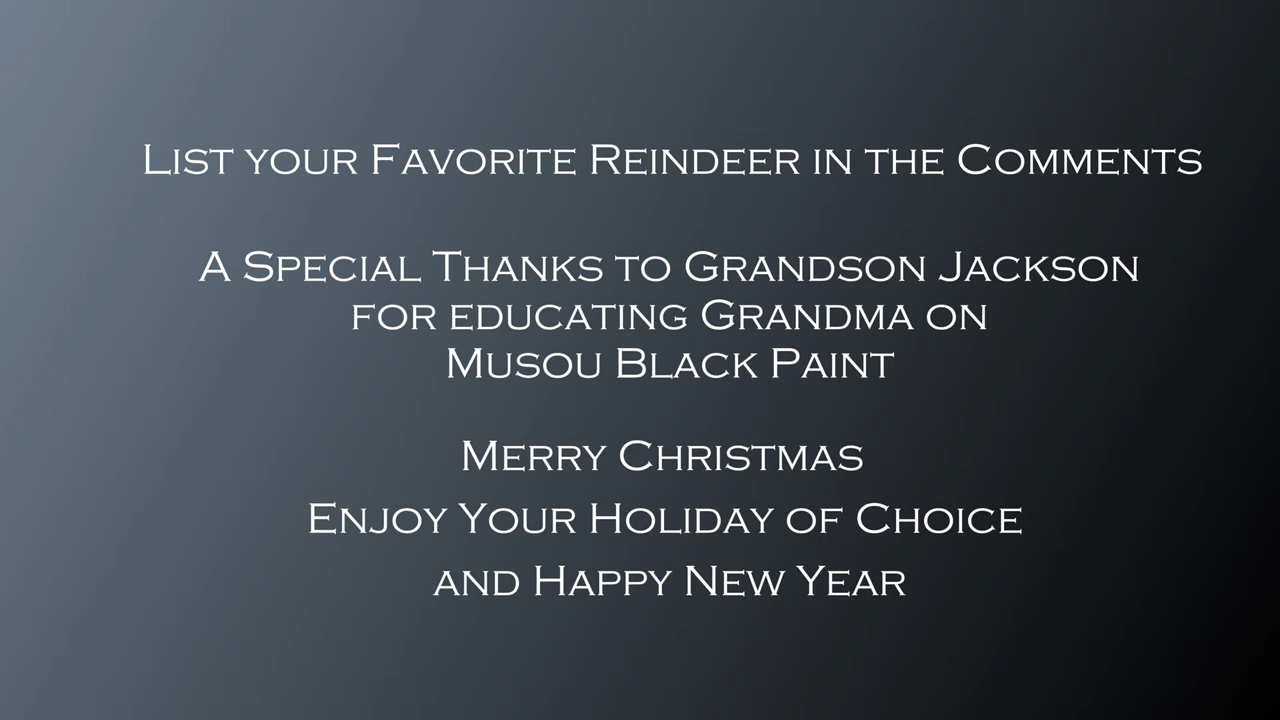 List your Favorite Reindeer in the Comments
A Special Thanks to Grandson Jackson
for educating Grandma on
Musou Black Paint
Merry Christmas
Enjoy Your Holiday of Choice
and Happy New Year